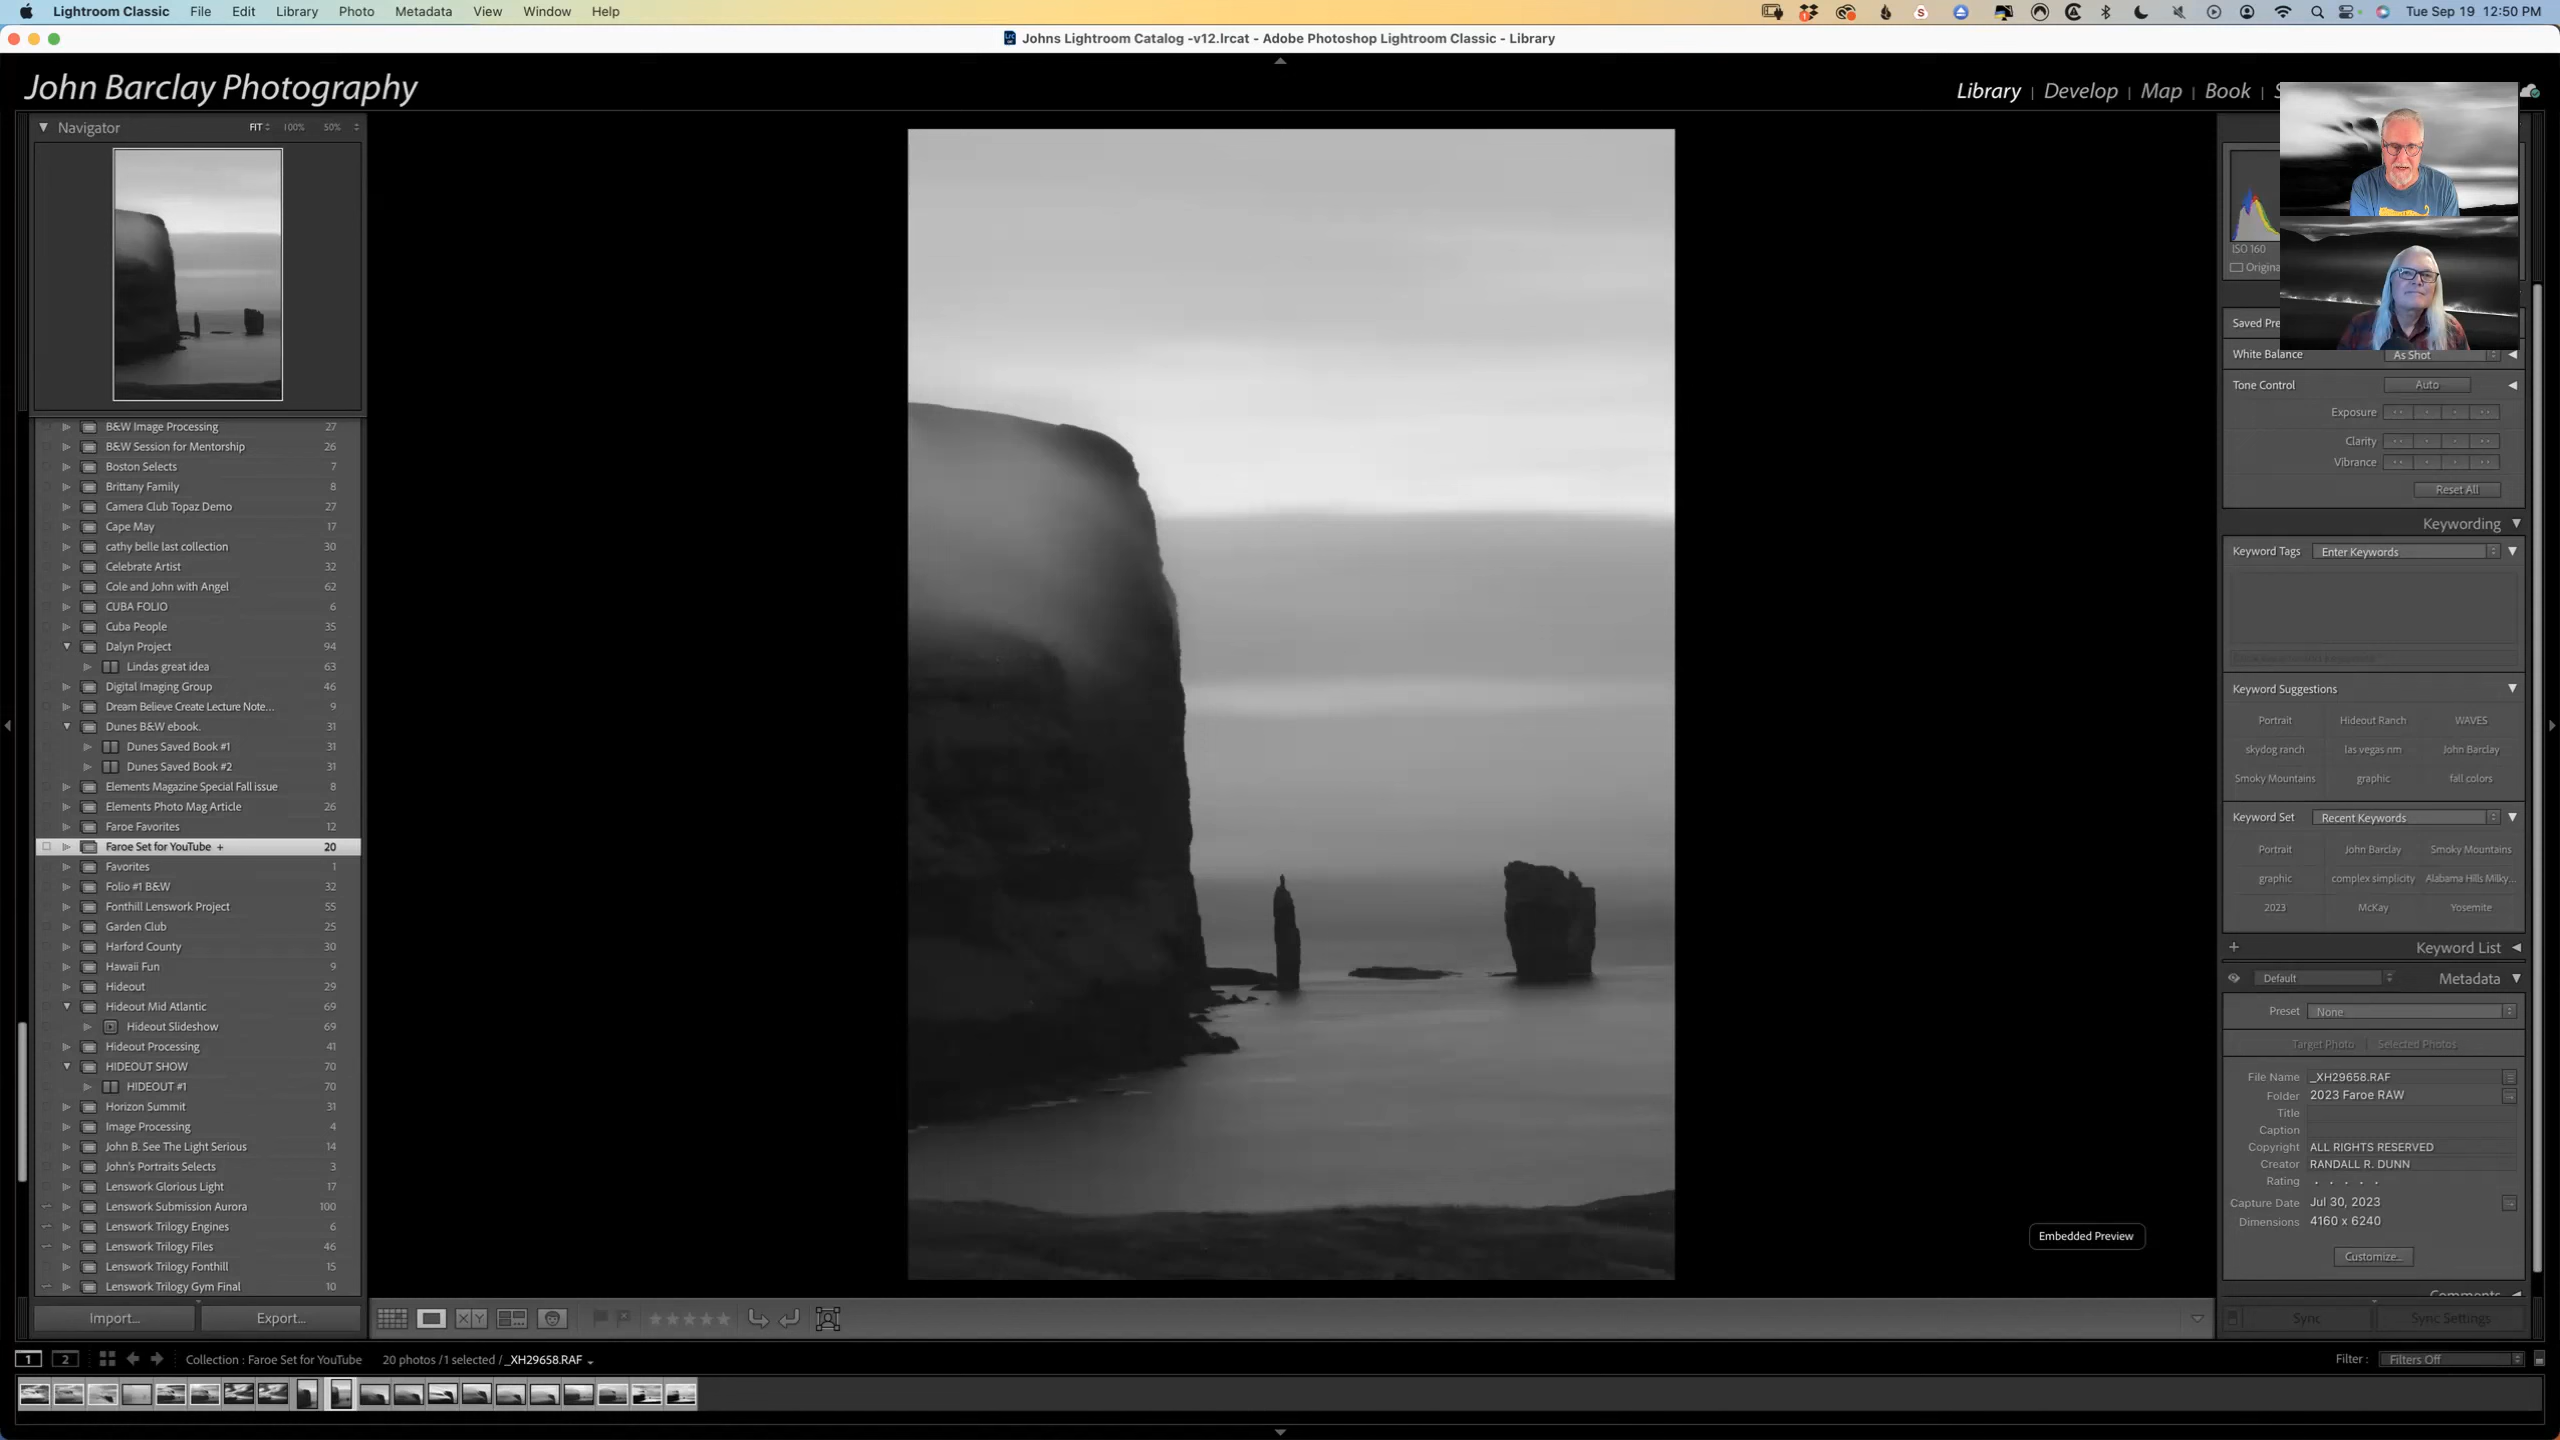 Lightroom Classic File Edit Library Photo Metadata View Window Help Tue Sep 19 12:50 PM
Johns Lightroom Catalog -v12.lrcat - Adobe Photoshop Lightroom Classic - Library
John Barclay Photography
Library | Develop | Map | Book |
Navigator FIT 100% 50%
B&W Image Processing 27
B&W Session for Mentorship 26
Boston Selects 7
Brittany Family 8
Camera Club Topaz Demo 27
Cape May 17
cathy belle last collection 30
Celebrate Artist 32
Cole and John with Angel 62
CUBA FOLIO 6
Cuba People 35
Dalyn Project 94
Lindas great idea 63
Digital Imaging Group 46
Dream Believe Create Lecture Note... 9
Dunes B&W ebook. 31
Dunes Saved Book #1 31
Dunes Saved Book #2 31
Elements Magazine Special Fall issue 8
Elements Photo Mag Article 26
Faroe Favorites 12
Faroe Set for YouTube + 20
Favorites 1
Folio #1 B&W 32
Fonthill Lenswork Project 55
Garden Club 25
Harford County 30
Hawaii Fun 9
Hideout 29
Hideout Mid Atlantic 69
Hideout Slideshow 69
Hideout Processing 41
HIDEOUT SHOW 70
HIDEOUT #1 70
Horizon Summit 31
Image Processing 4
John B. See The Light Serious 14
John's Portraits Selects 3
Lenswork Glorious Light 17
Lenswork Submission Aurora 100
Lenswork Trilogy Engines 6
Lenswork Trilogy Files 46
Lenswork Trilogy Fonthill 15
Lenswork Trilogy Gym Final 10
Import... Export...
ISO 160
Origina
Saved Pre
White Balance As Shot
Tone Control Auto
Exposure
Clarity
Vibrance
Reset All
Keywording
Keyword Tags Enter Keywords
Keyword Suggestions
Portrait Hideout Ranch WAVES
skydog ranch las vegas nm John Barclay
Smoky Mountains graphic fall colors
Keyword Set Recent Keywords
Portrait John Barclay Smoky Mountains
graphic complex simplicity Alabama Hills Milky...
2023 McKay Yosemite
+ Keyword List
Default Metadata
Preset None
Target Photo Selected Photos
File Name _XH29658.RAF
Folder 2023 Faroe RAW
Title
Caption
Copyright ALL RIGHTS RESERVED
Creator RANDALL R. DUNN
Rating
Capture Date Jul 30, 2023
Dimensions 4160 x 6240
Customize...
Comments
Embedded Preview
Sync Sync Settings
1 2 Collection : Faroe Set for YouTube 20 photos /1 selected / _XH29658.RAF Filter : Filters Off